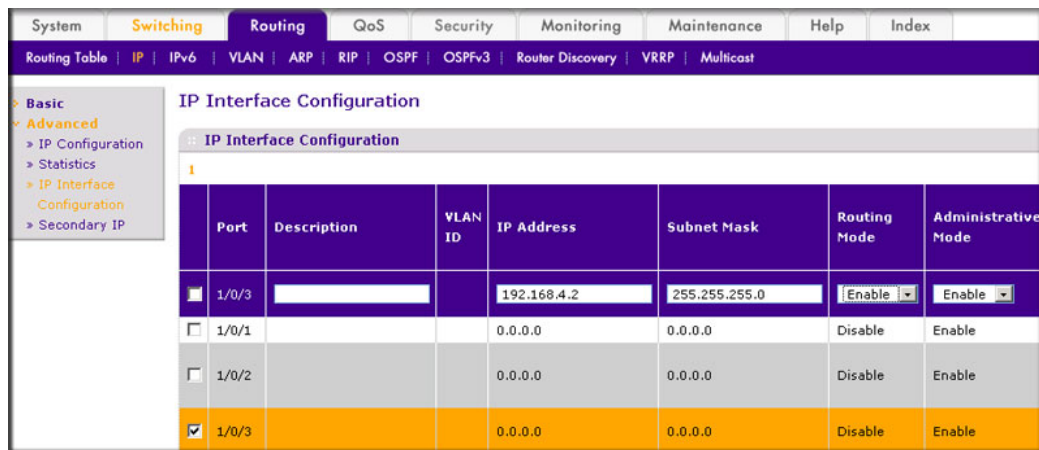 System Switching Routing QoS Security Monitoring Maintenance Help Index
Routing Table | IP | IPv6 | VLAN | ARP | RIP | OSPF | OSPFv3 | Router Discovery | VRRP | Multicast
Basic
Advanced
» IP Configuration
» Statistics
» IP Interface
Configuration
» Secondary IP
IP Interface Configuration
IP Interface Configuration
1
Port Description VLAN ID IP Address Subnet Mask Routing Mode Administrative Mode
1/0/3 192.168.4.2 255.255.255.0 Enable Enable
1/0/1 0.0.0.0 0.0.0.0 Disable Enable
1/0/2 0.0.0.0 0.0.0.0 Disable Enable
1/0/3 0.0.0.0 0.0.0.0 Disable Enable